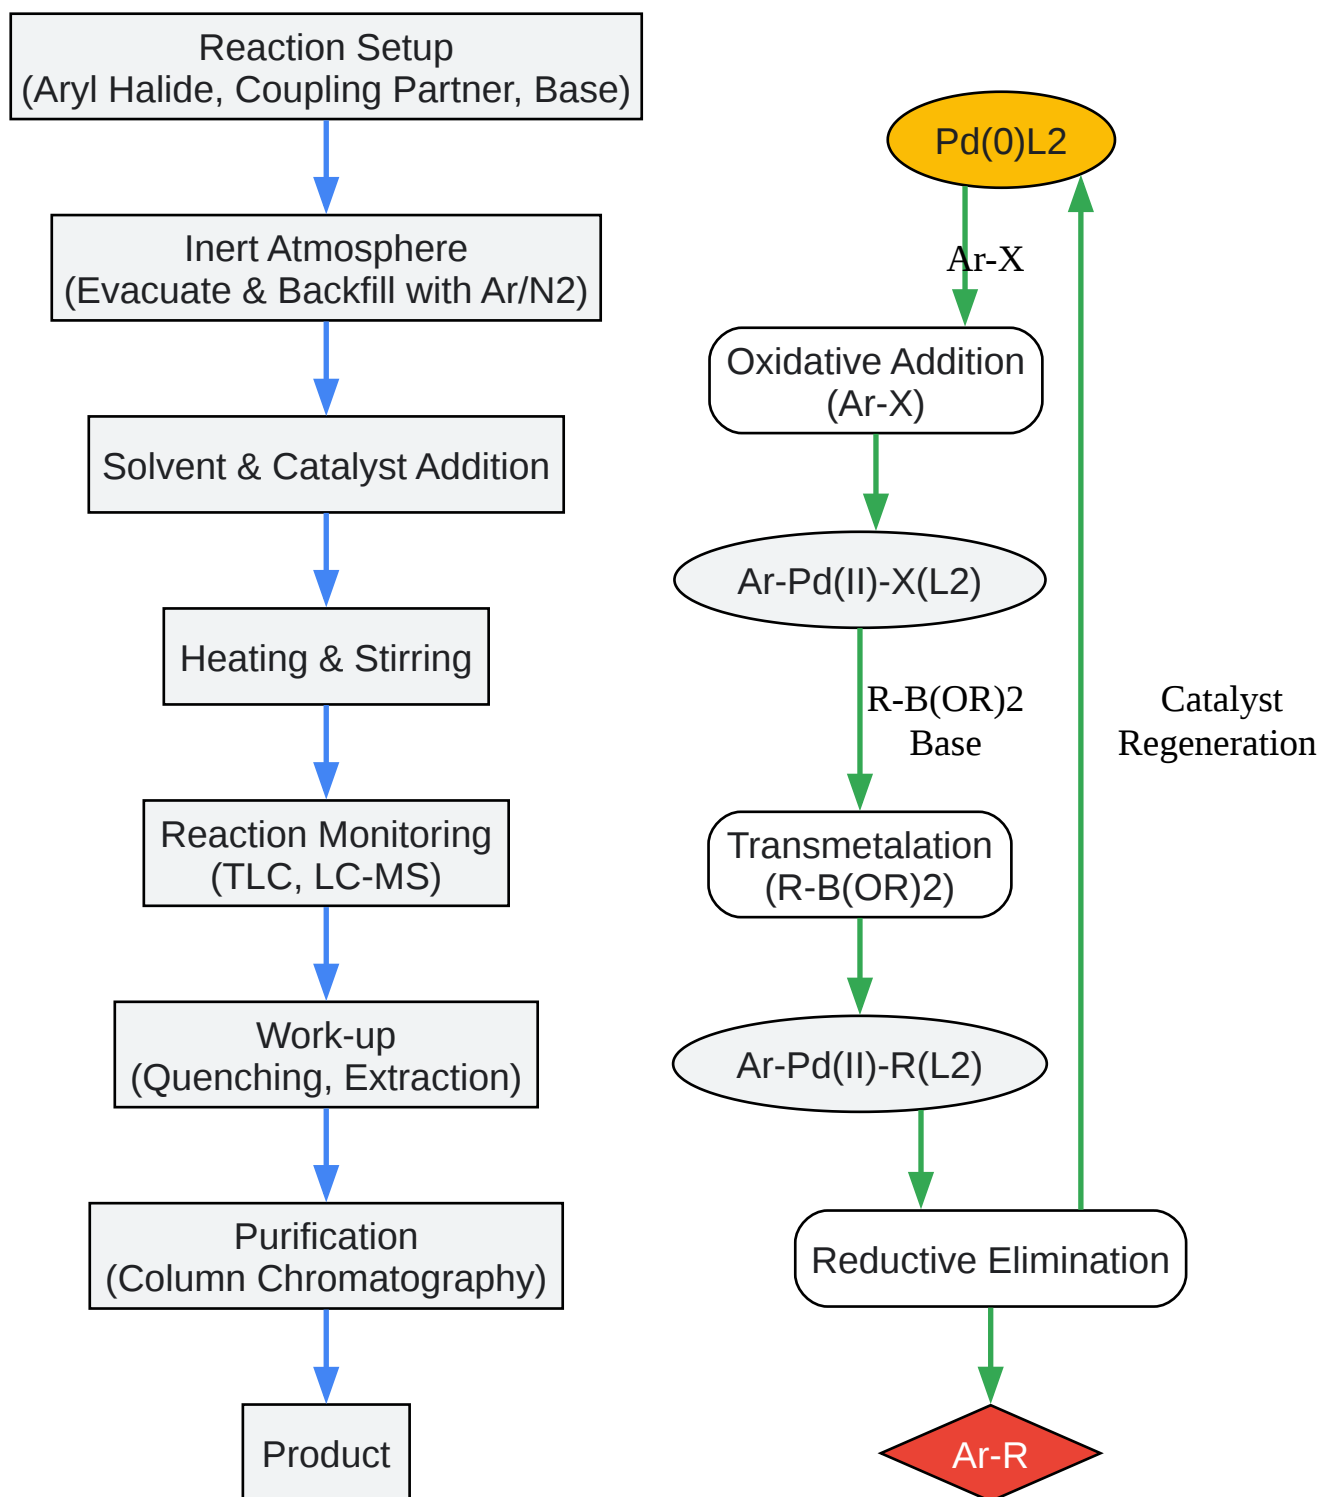 Reaction Setup
(Aryl Halide, Coupling Partner, Base)
Inert Atmosphere
(Evacuate & Backfill with Ar/N2)
Solvent & Catalyst Addition
Heating & Stirring
Reaction Monitoring
(TLC, LC-MS)
Work-up
(Quenching, Extraction)
Purification
(Column Chromatography)
Product
Pd(0)L2
Ar-X
Oxidative Addition
(Ar-X)
Ar-Pd(II)-X(L2)
R-B(OR)2
Base
Catalyst
Regeneration
Transmetalation
(R-B(OR)2)
Ar-Pd(II)-R(L2)
Reductive Elimination
Ar-R